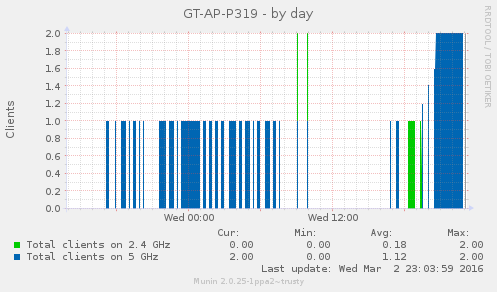 GT-AP-P319 - by day
RRDTOOL / TOBI OETIKER
Clients
2.0
1.8
1.6
1.4
1.2
1.0
0.8
0.6
0.4
0.2
0.0
Wed 00:00 Wed 12:00
Cur: Min: Avg: Max:
Total clients on 2.4 GHz 0.00 0.00 0.18 2.00
Total clients on 5 GHz 2.00 0.00 1.12 2.00
Last update: Wed Mar 2 23:03:59 2016
Munin 2.0.25-1ppa2~trusty